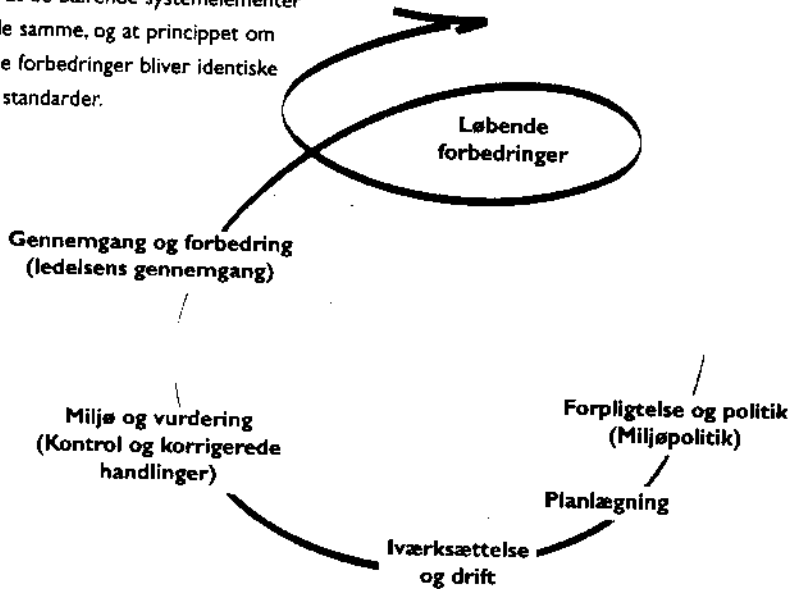 de bærende systemelementer
le samme, og at princippet om
e forbedringer bliver identiske
standarder.
Løbende
forbedringer
Gennemgang og forbedring
(ledelsens gennemgang)
Miljø og vurdering
(Kontrol og korrigerede
handlinger)
Forpligtelse og politik
(Miljøpolitik)
Planlægning
Iværksættelse
og drift